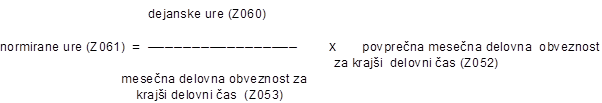 dejanske ure (Z060)
normirane ure (Z061) = ––––––––––––––––– X povprečna mesečna delovna obveznost
za krajši delovni čas (Z052)
mesečna delovna obveznost za
krajši delovni čas (Z053)